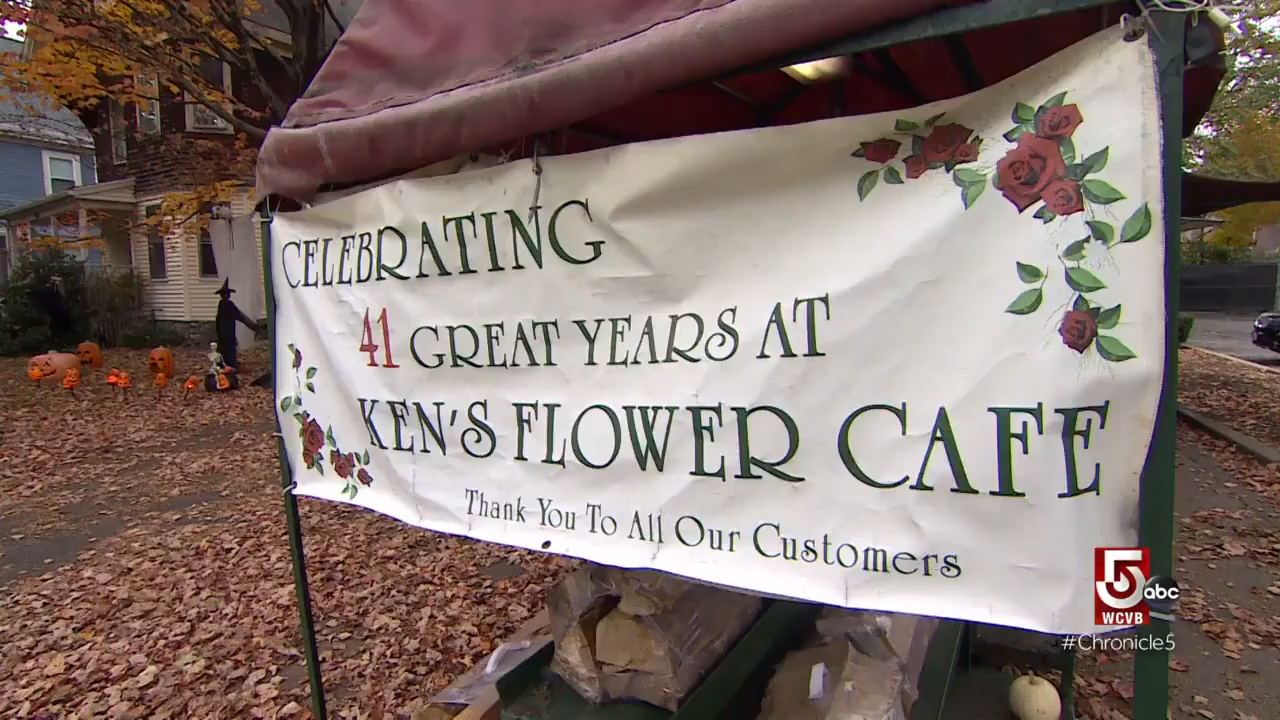 CELEBRATING
41 GREAT YEARS AT
KEN'S FLOWER CAFE
Thank You To All Our Customers
5 abc
WCVB
#Chronicle5